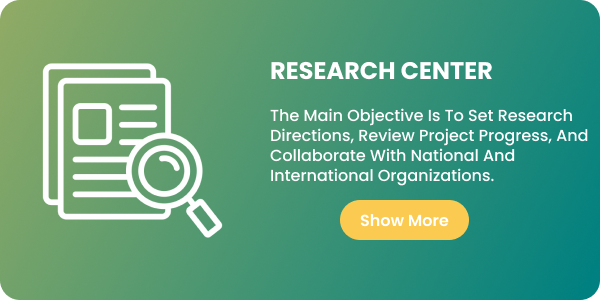 RESEARCH CENTER
The Main Objective Is To Set Research
Directions, Review Project Progress, And
Collaborate With National And
International Organizations.
Show More